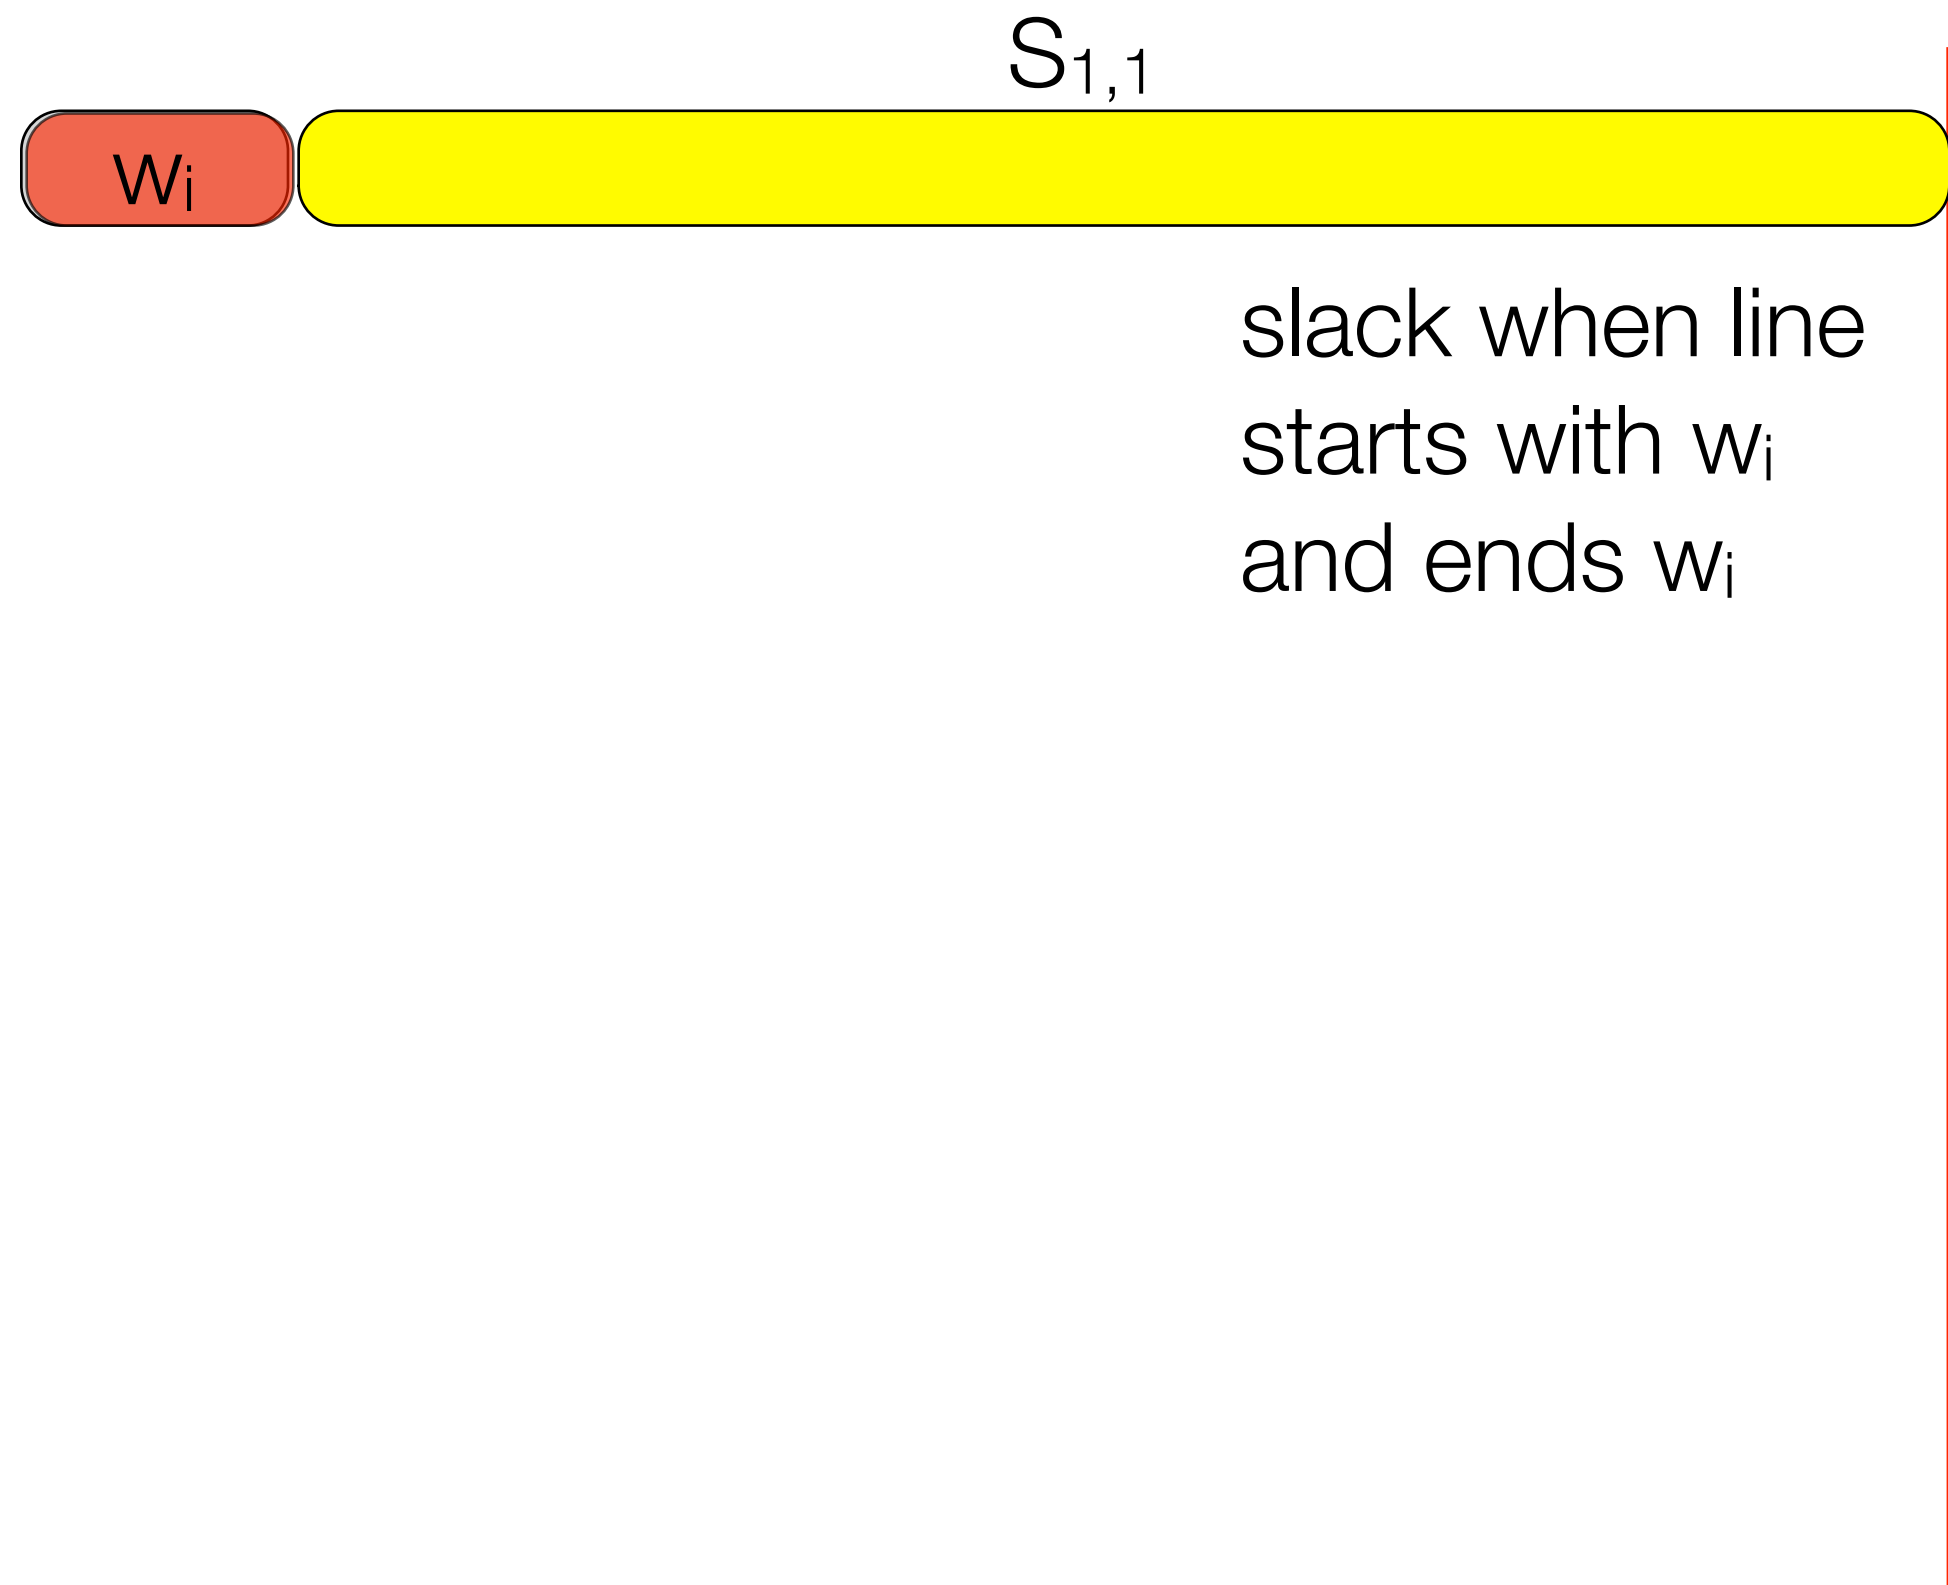 S1,1
wi
slack when line
starts with wi
and ends wi